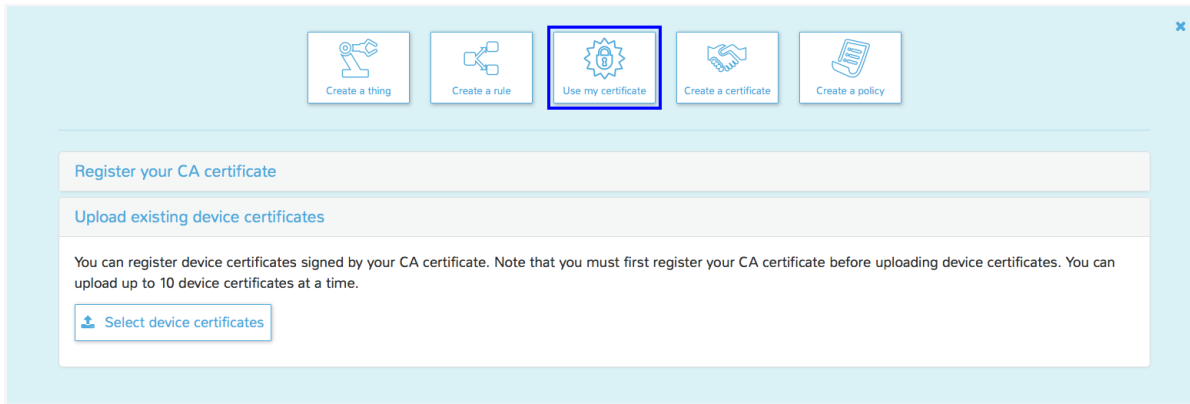 Create a thing
Create a rule
Use my certificate
Create a certificate
Create a policy
Register your CA certificate
Upload existing device certificates
You can register device certificates signed by your CA certificate. Note that you must first register your CA certificate before uploading device certificates. You can
upload up to 10 device certificates at a time.
Select device certificates